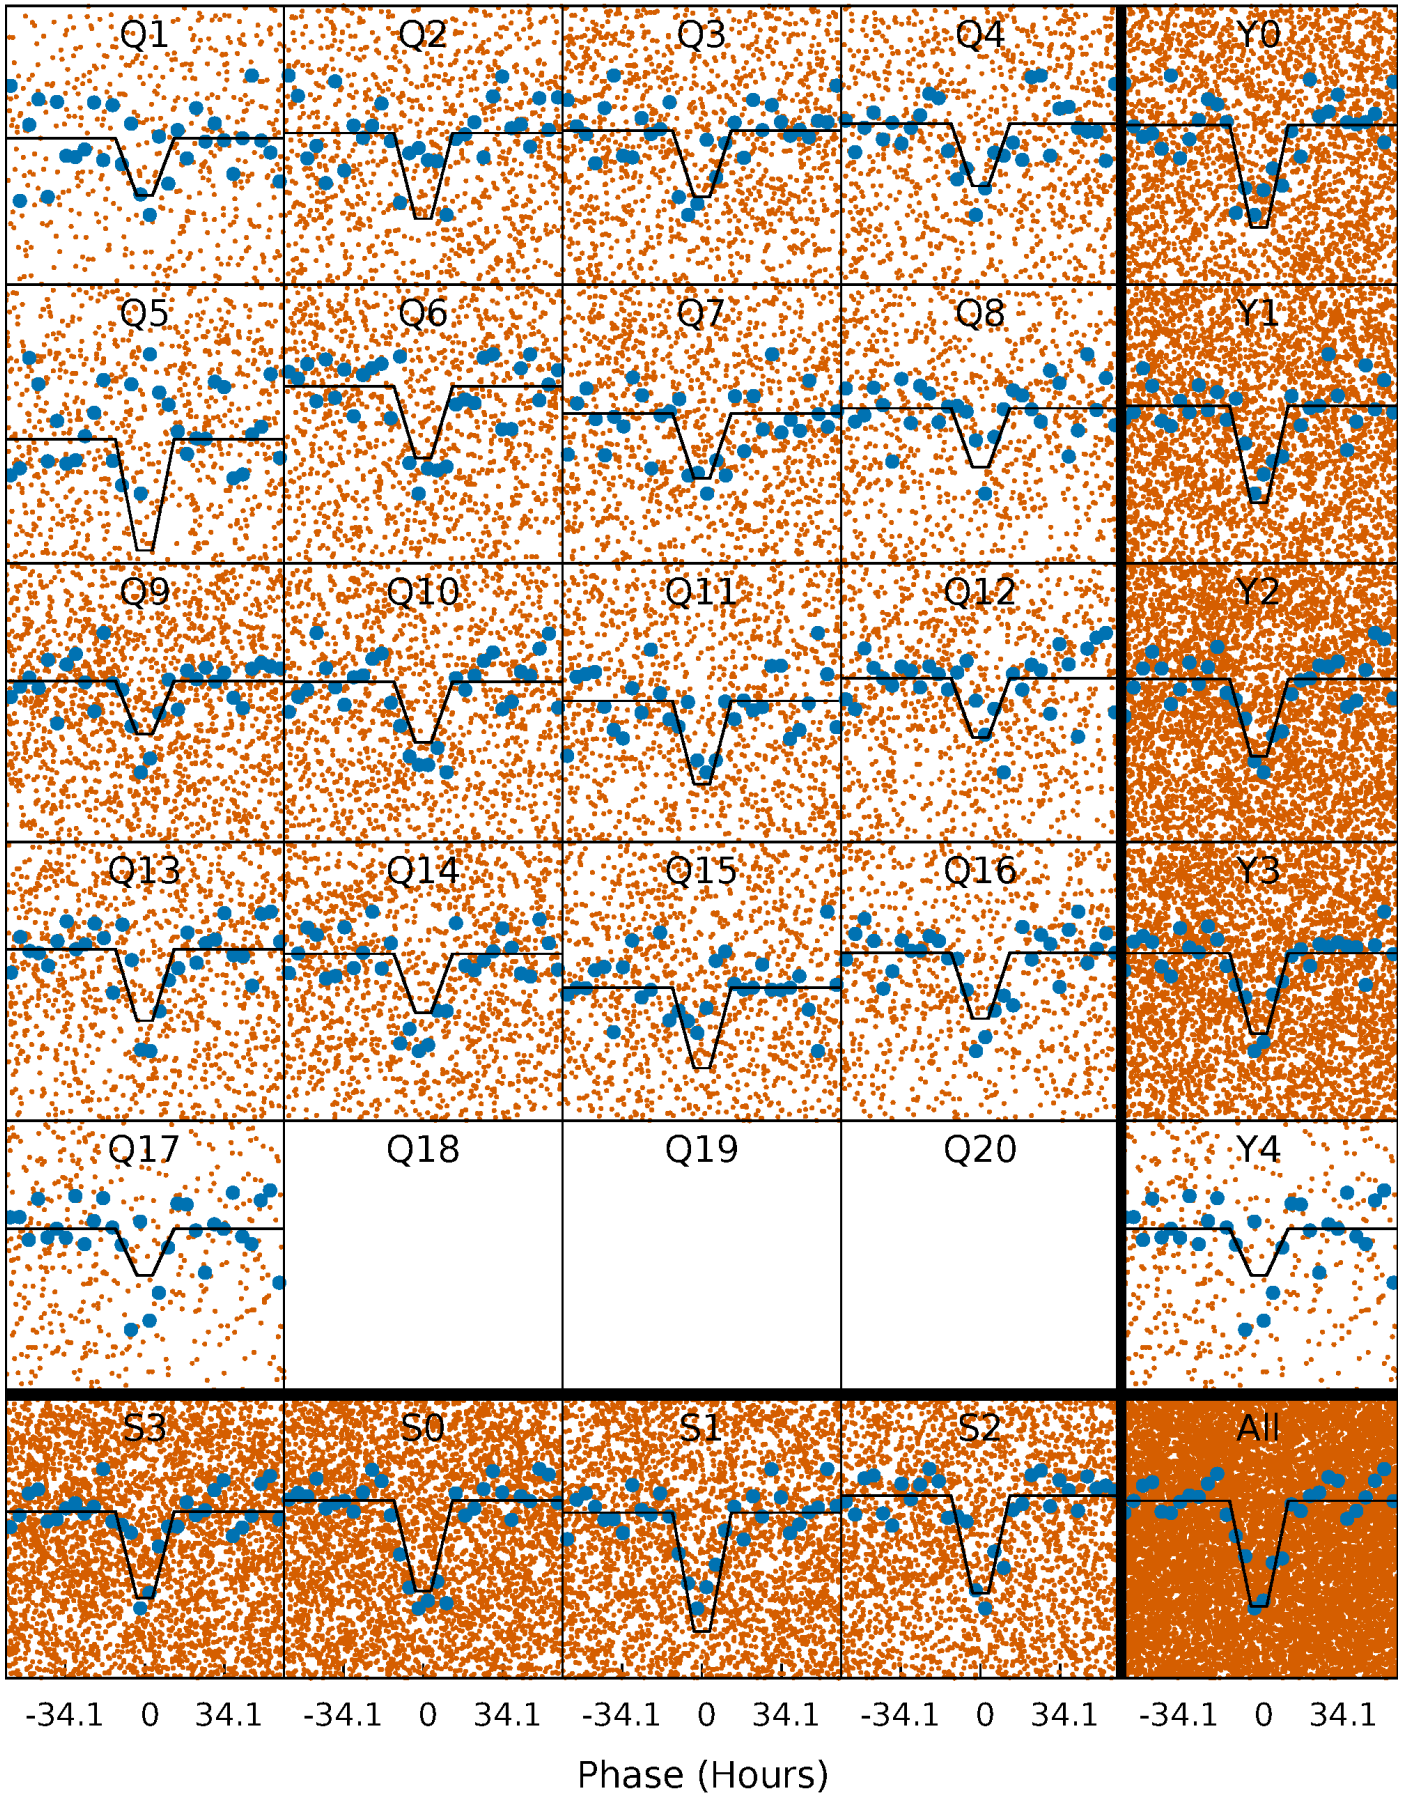 Q1 Q2 Q3 Q4 Y0
Q5 Q6 Q7 Q8 Y1
Q9 Q10 Q11 Q12 Y2
Q13 Q14 Q15 Q16 Y3
Q17 Q18 Q19 Q20 Y4
S3 S0 S1 S2 All
-34.1 0 34.1 -34.1 0 34.1 -34.1 0 34.1 -34.1 0 34.1 -34.1 0 34.1
Phase (Hours)